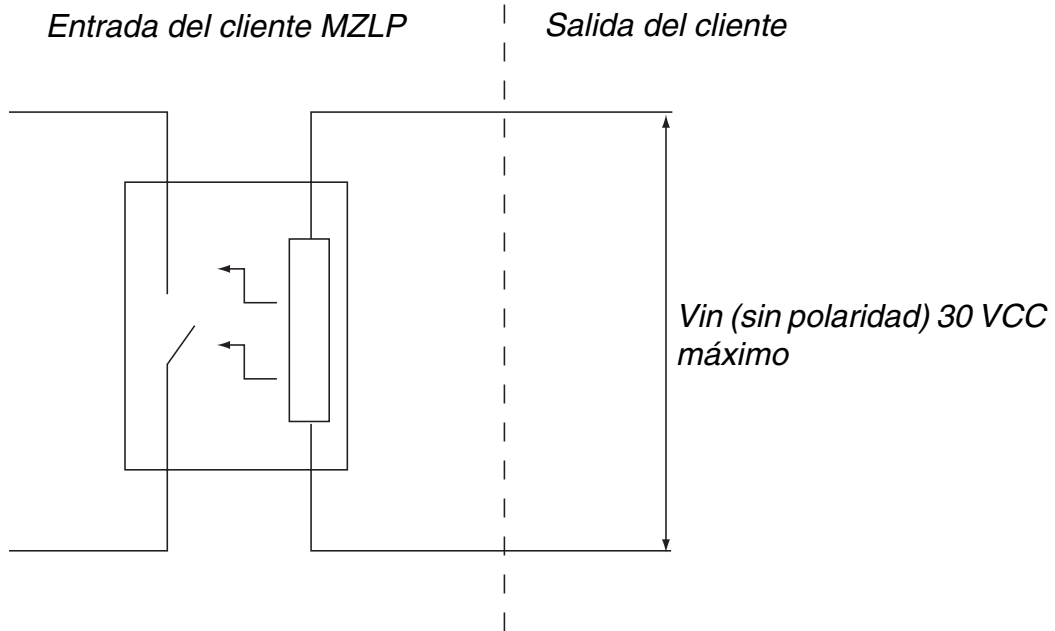 Entrada del cliente MZLP
Salida del cliente
Vin (sin polaridad) 30 VCC
máximo